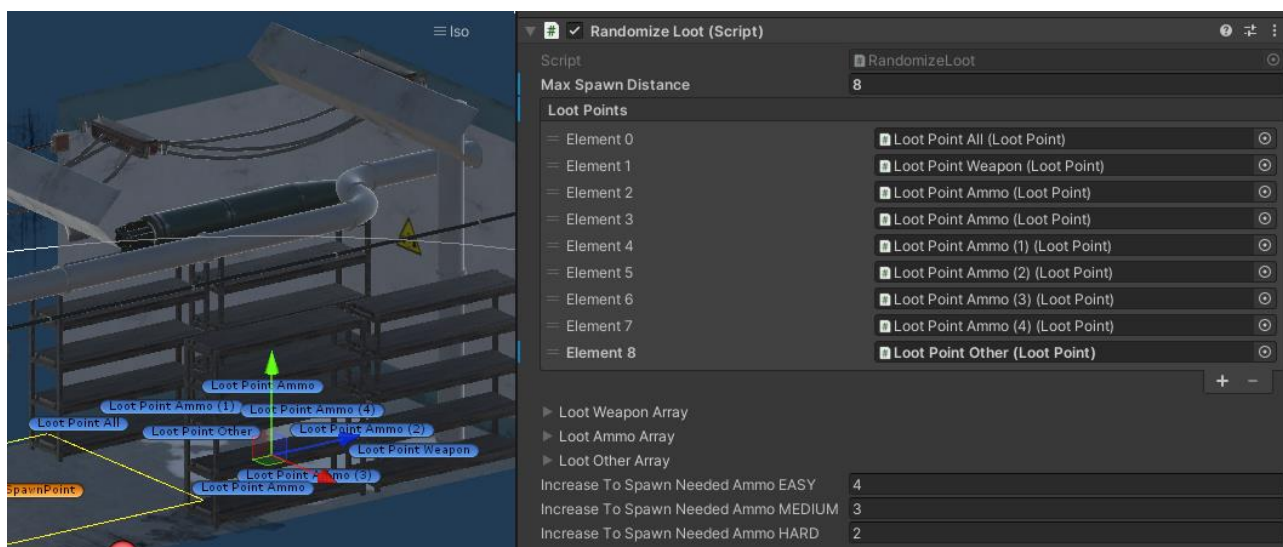 Iso
Loot Point Ammo
Loot Point Ammo (1)
Loot Point Ammo (4)
Loot Point All
Loot Point Other
Loot Point Ammo (2)
Loot Point Weapon
Loot Point Ammo (3)
Loot Point Ammo
SpawnPoint
# Randomize Loot (Script)
Script RandomizeLoot
Max Spawn Distance 8
Loot Points
Element 0 Loot Point All (Loot Point)
Element 1 Loot Point Weapon (Loot Point)
Element 2 Loot Point Ammo (Loot Point)
Element 3 Loot Point Ammo (Loot Point)
Element 4 Loot Point Ammo (1) (Loot Point)
Element 5 Loot Point Ammo (2) (Loot Point)
Element 6 Loot Point Ammo (3) (Loot Point)
Element 7 Loot Point Ammo (4) (Loot Point)
Element 8 Loot Point Other (Loot Point)
+ -
Loot Weapon Array
Loot Ammo Array
Loot Other Array
Increase To Spawn Needed Ammo EASY 4
Increase To Spawn Needed Ammo MEDIUM 3
Increase To Spawn Needed Ammo HARD 2